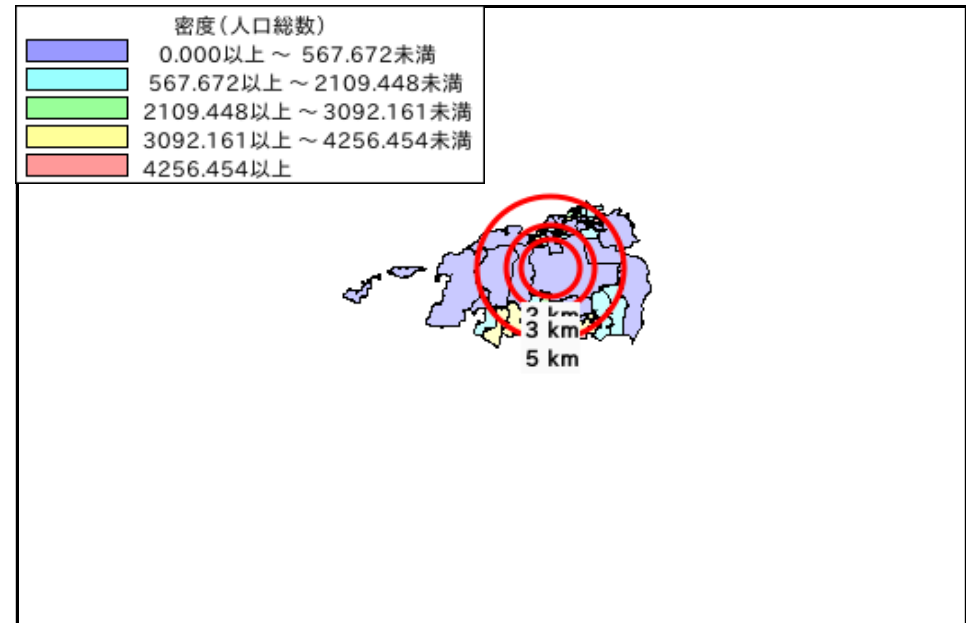 密度(人口総数)
0.000以上 ~ 567.672未満
567.672以上 ~ 2109.448未満
2109.448以上 ~ 3092.161未満
3092.161以上 ~ 4256.454未満
4256.454以上
3 km
5 km